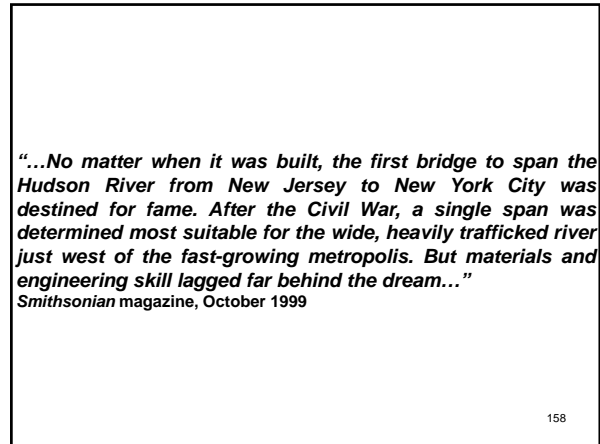 “…No matter when it was built, the first bridge to span the
Hudson River from New Jersey to New York City was
destined for fame. After the Civil War, a single span was
determined most suitable for the wide, heavily trafficked river
just west of the fast-growing metropolis. But materials and
engineering skill lagged far behind the dream…”
Smithsonian magazine, October 1999
158